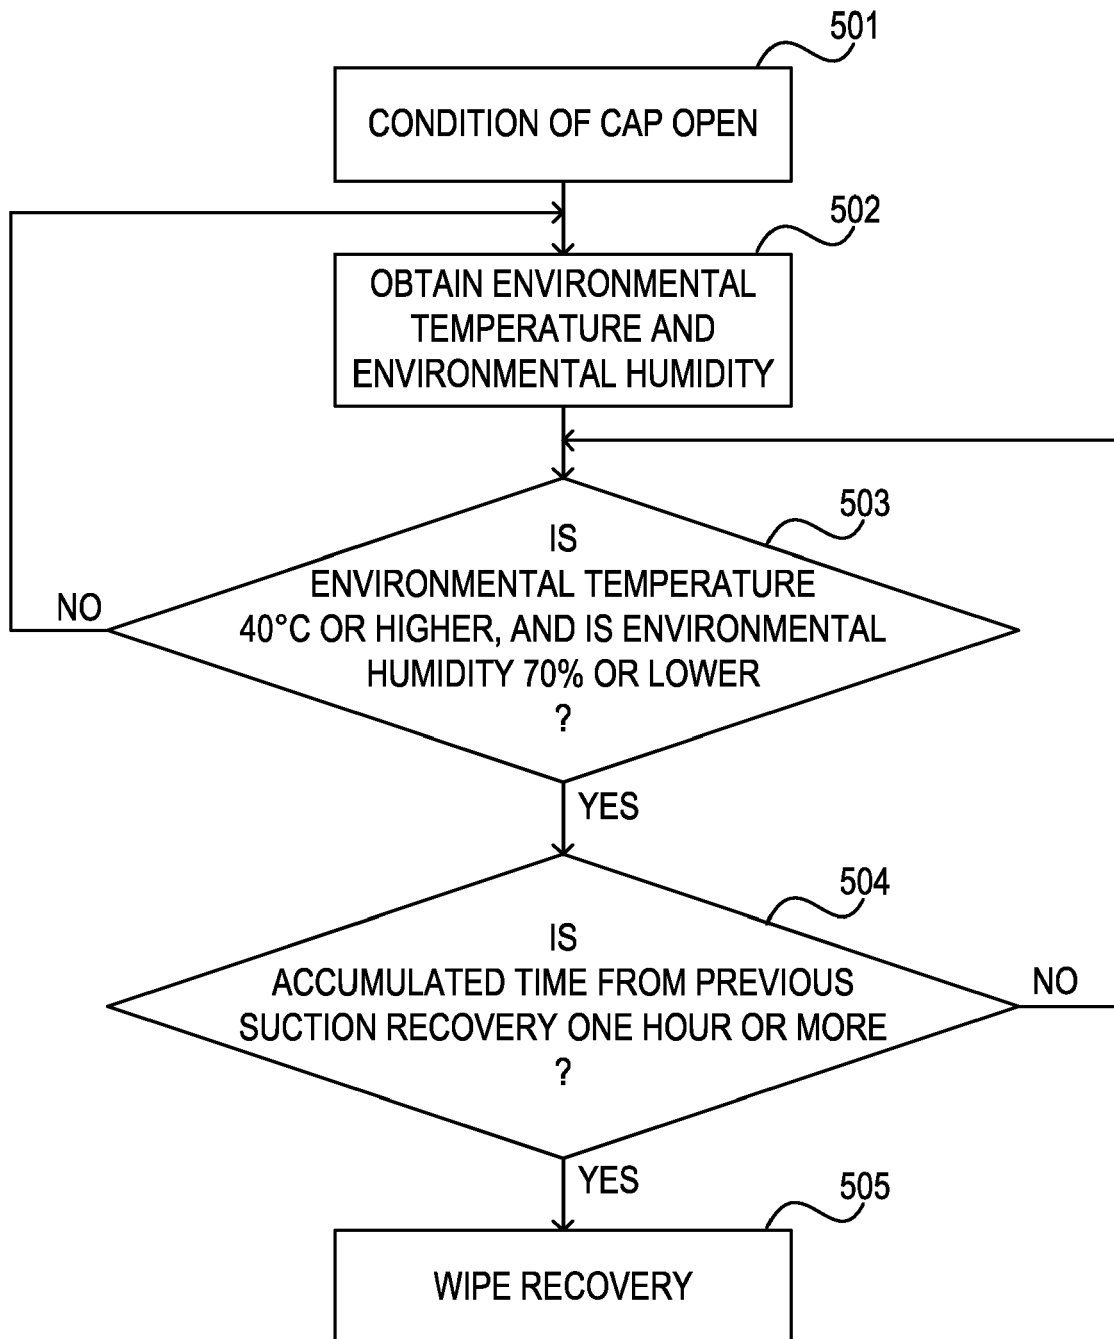 501
CONDITION OF CAP OPEN
502
OBTAIN ENVIRONMENTAL
TEMPERATURE AND
ENVIRONMENTAL HUMIDITY
503
IS
ENVIRONMENTAL TEMPERATURE
40°C OR HIGHER, AND IS ENVIRONMENTAL
HUMIDITY 70% OR LOWER
?
NO
YES
504
IS
ACCUMULATED TIME FROM PREVIOUS
SUCTION RECOVERY ONE HOUR OR MORE
?
NO
YES
505
WIPE RECOVERY